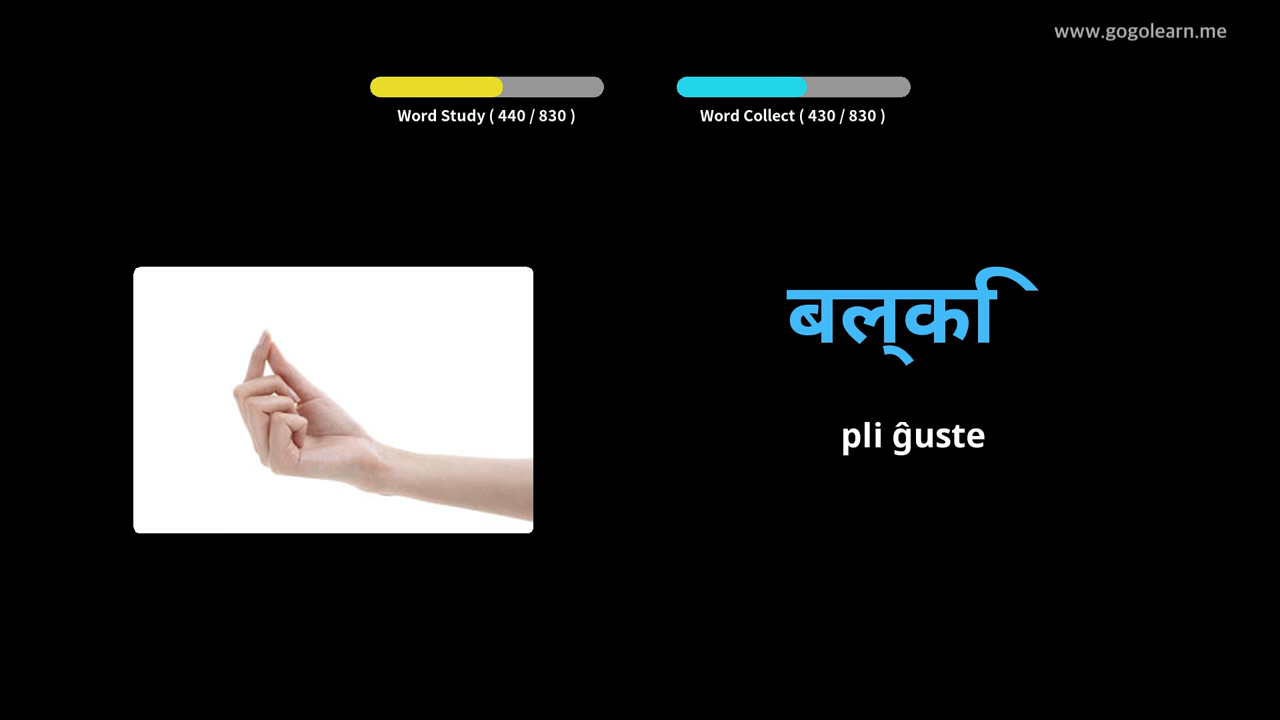 www.gogolearn.me
Word Study ( 440 / 830 )
Word Collect ( 430 / 830 )
बल्कि
pli ĝuste